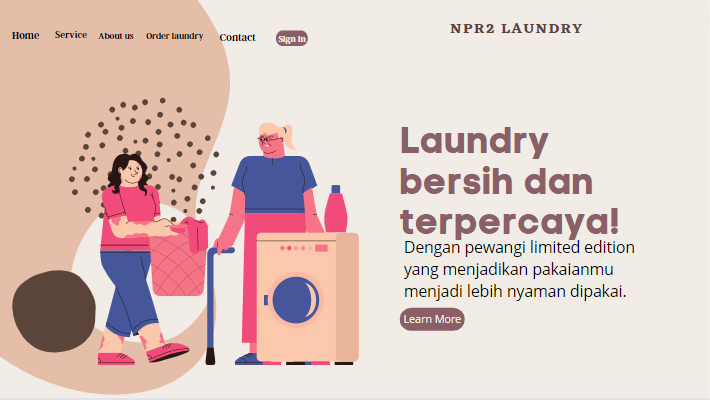 Home Service About us Order laundry Contact Sign In
NPR2 LAUNDRY
Laundry
bersih dan
terpercaya!
Dengan pewangi limited edition
yang menjadikan pakaianmu
menjadi lebih nyaman dipakai.
Learn More